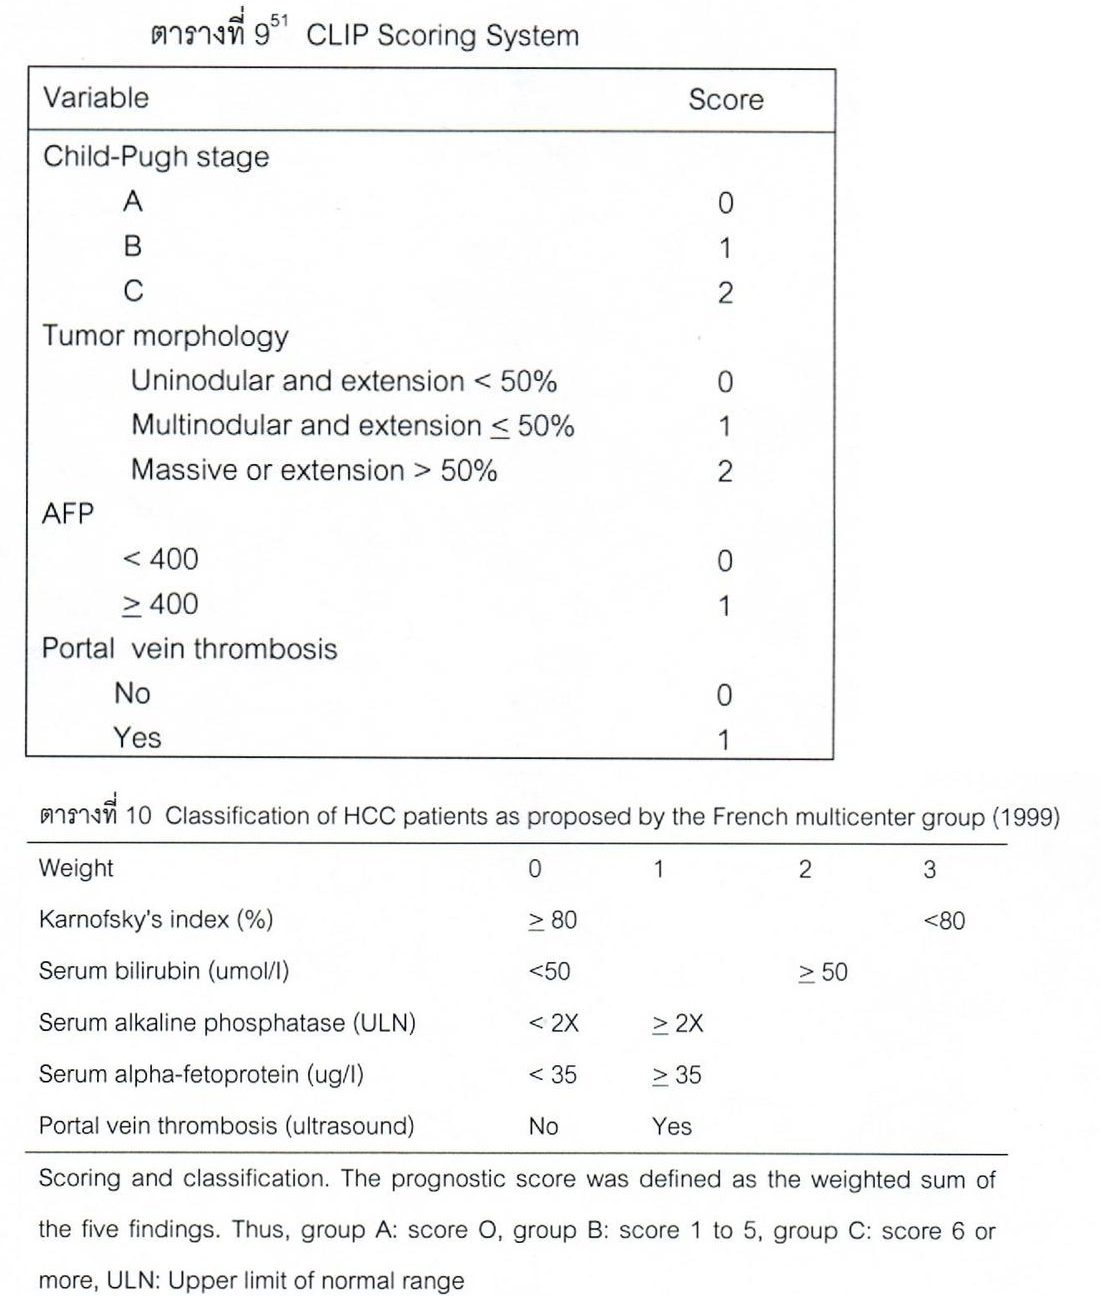 ตารางที่ 9⁵¹ CLIP Scoring System
Variable Score
Child-Pugh stage
A 0
B 1
C 2
Tumor morphology
Uninodular and extension < 50% 0
Multinodular and extension ≤ 50% 1
Massive or extension > 50% 2
AFP
< 400 0
≥ 400 1
Portal vein thrombosis
No 0
Yes 1
ตารางที่ 10 Classification of HCC patients as proposed by the French multicenter group (1999)
Weight 0 1 2 3
Karnofsky's index (%) ≥ 80 <80
Serum bilirubin (umol/l) <50 ≥ 50
Serum alkaline phosphatase (ULN) < 2X ≥ 2X
Serum alpha-fetoprotein (ug/l) < 35 ≥ 35
Portal vein thrombosis (ultrasound) No Yes
Scoring and classification. The prognostic score was defined as the weighted sum of
the five findings. Thus, group A: score O, group B: score 1 to 5, group C: score 6 or
more, ULN: Upper limit of normal range